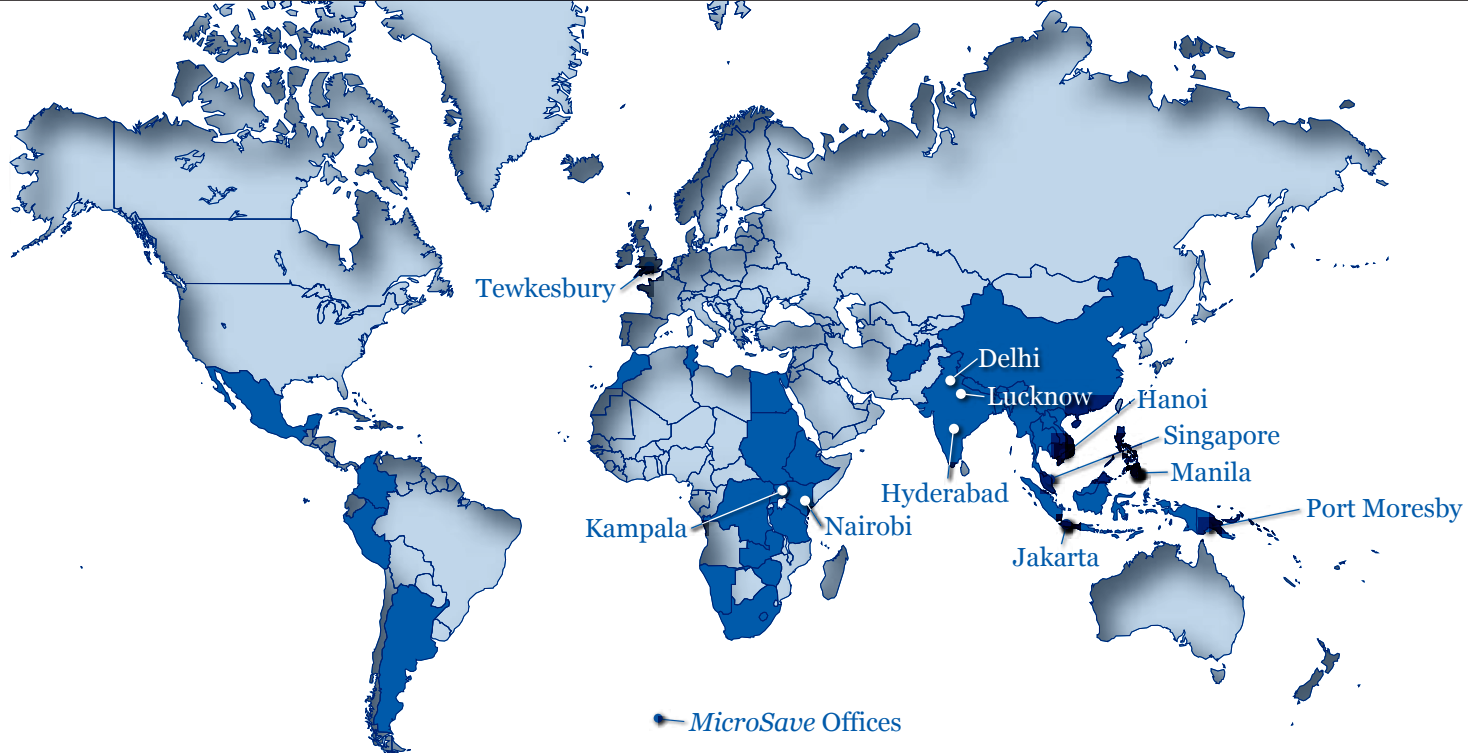 Tewkesbury
Delhi
Lucknow
Hanoi
Singapore
Manila
Hyderabad
Port Moresby
Kampala
Nairobi
Jakarta
MicroSave Offices